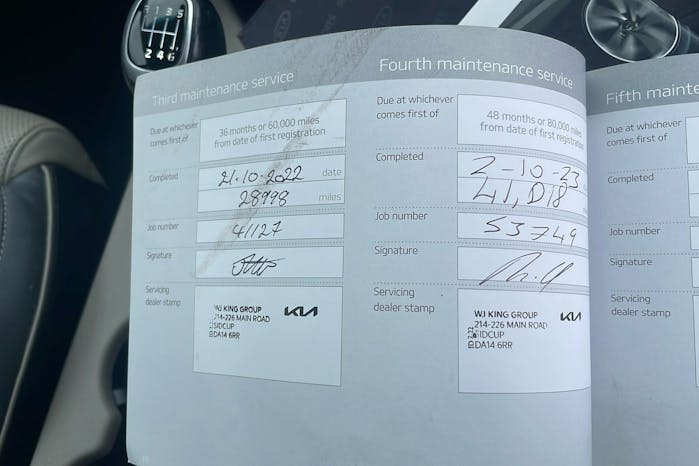 1 3 5
2 4 6
Third maintenance service
Due at whichever
comes first of
36 months or 60,000 miles
from date of first registration
Completed
21.10.2022 date
28998 miles
Job number
41127
Signature
Servicing
dealer stamp
WJ KING GROUP
214-226 MAIN ROAD
SIDCUP
DA14 6RR
KIA
Fourth maintenance service
Due at whichever
comes first of
48 months or 80,000 miles
from date of first registration
Completed
2-10-23
41,018
Job number
53749
Signature
Servicing
dealer stamp
WJ KING GROUP
214-226 MAIN ROAD
SIDCUP
DA14 6RR
KIA
Fifth mainte
Due at whichever
comes first of
Completed
Job number
Signature
Servicing
dealer stamp